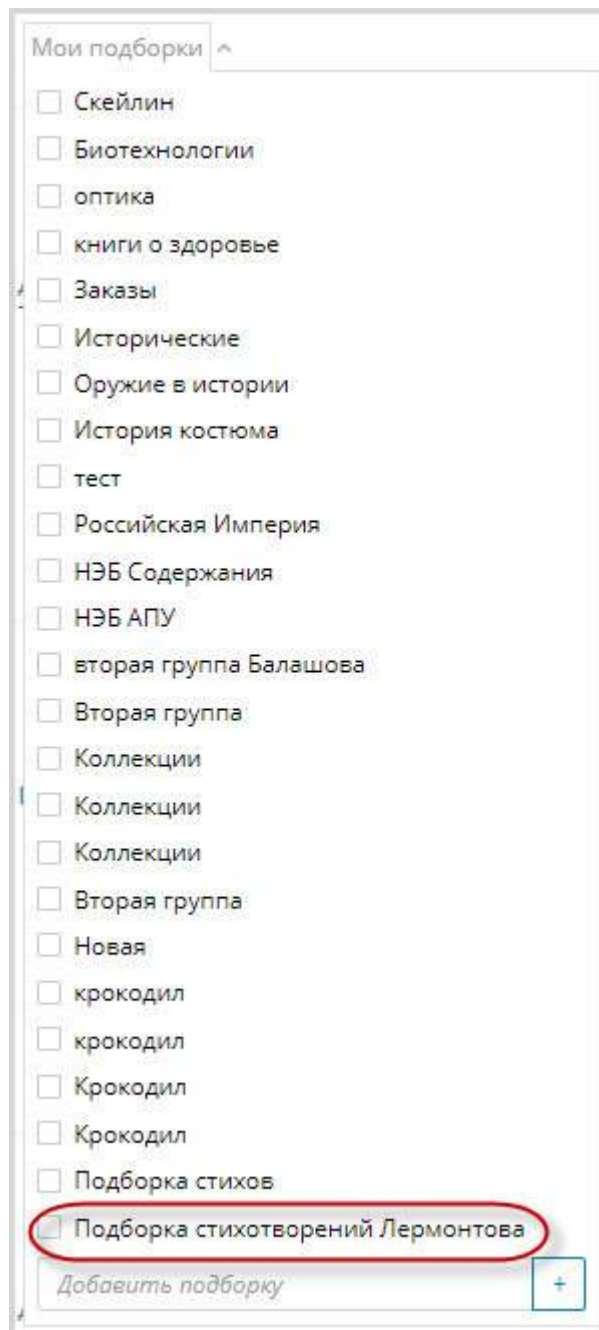 Мои подборки
Скейлин
Биотехнологии
оптика
книги о здоровье
Заказы
Исторические
Оружие в истории
История костюма
тест
Российская Империя
НЭБ Содержания
НЭБ АПУ
вторая группа Балашова
Вторая группа
Коллекции
Коллекции
Коллекции
Вторая группа
Новая
крокодил
крокодил
Крокодил
Крокодил
Подборка стихов
Подборка стихотворений Лермонтова
Добавить подборку +